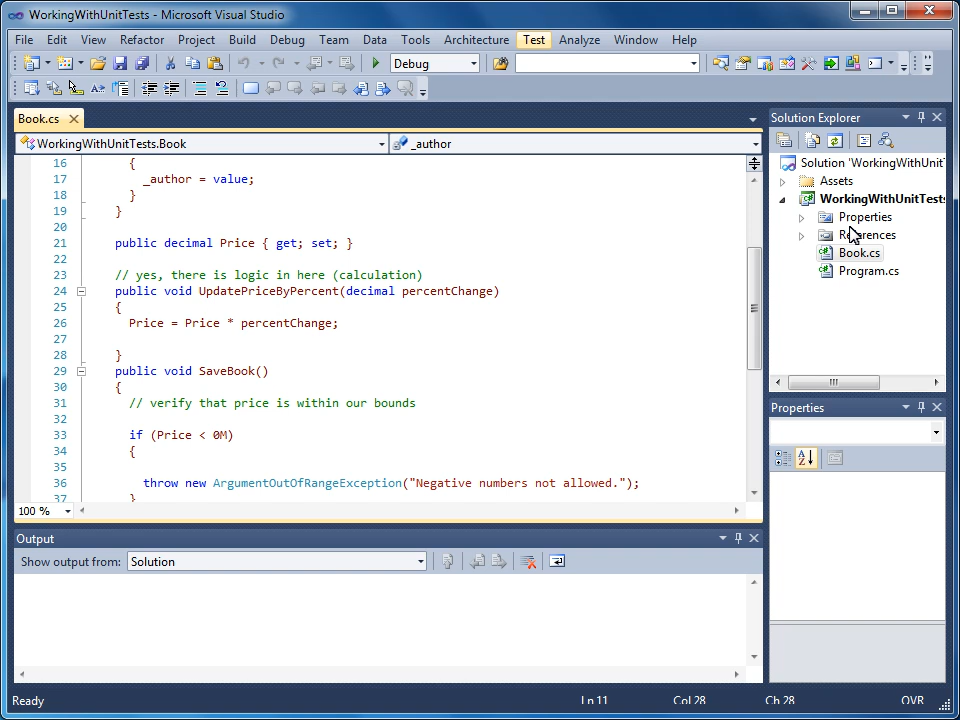 WorkingWithUnitTests - Microsoft Visual Studio
File Edit View Refactor Project Build Debug Team Data Tools Architecture Test Analyze Window Help
Debug
Book.cs
WorkingWithUnitTests.Book
_author
16 {
17 _author = value;
18 }
19 }
20
21 public decimal Price { get; set; }
22
23 // yes, there is logic in here (calculation)
24 public void UpdatePriceByPercent(decimal percentChange)
25 {
26 Price = Price * percentChange;
27
28 }
29 public void SaveBook()
30 {
31 // verify that price is within our bounds
32
33 if (Price < 0M)
34 {
35
36 throw new ArgumentOutOfRangeException("Negative numbers not allowed.");
37 }
100 %
Output
Show output from: Solution
Solution Explorer
Solution 'WorkingWithUnit
Assets
WorkingWithUnitTests
Properties
References
Book.cs
Program.cs
Properties
Ready Ln 11 Col 28 Ch 28 OVR